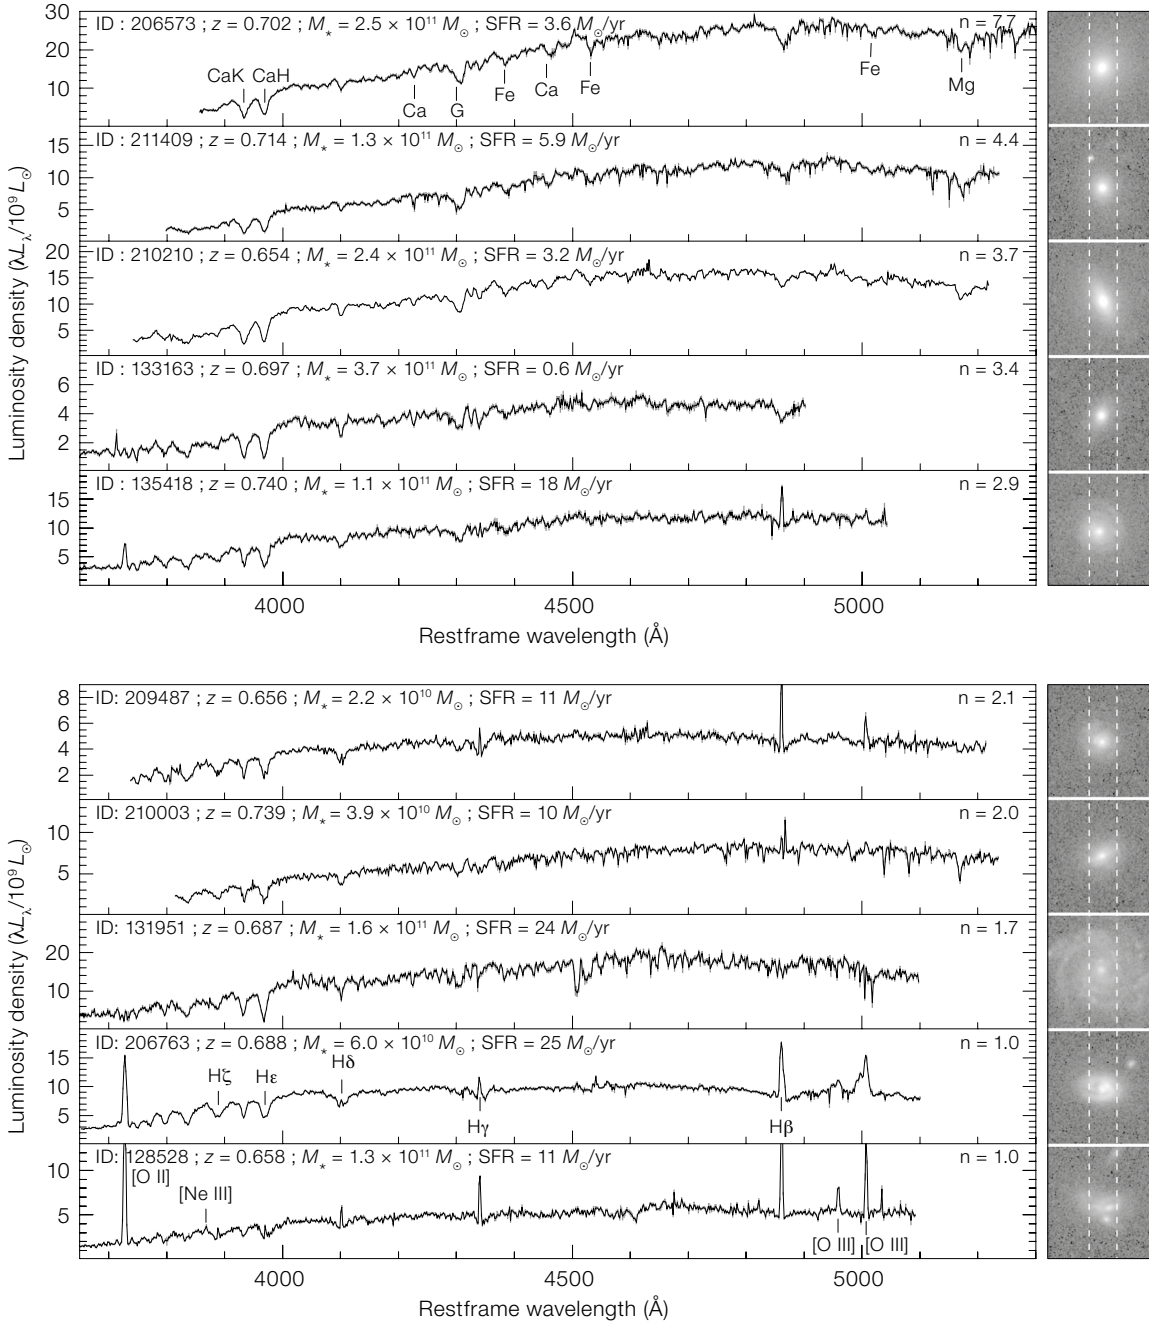 ID : 206573 ; z = 0.702 ; M⋆ = 2.5 × 10¹¹ M☉ ; SFR = 3.6 M☉/yr n = 7.7
30
20
10
CaK CaH Ca G Fe Ca Fe Fe Mg
ID : 211409 ; z = 0.714 ; M⋆ = 1.3 × 10¹¹ M☉ ; SFR = 5.9 M☉/yr n = 4.4
15
10
5
ID : 210210 ; z = 0.654 ; M⋆ = 2.4 × 10¹¹ M☉ ; SFR = 3.2 M☉/yr n = 3.7
20
15
10
5
ID : 133163 ; z = 0.697 ; M⋆ = 3.7 × 10¹¹ M☉ ; SFR = 0.6 M☉/yr n = 3.4
6
4
2
ID : 135418 ; z = 0.740 ; M⋆ = 1.1 × 10¹¹ M☉ ; SFR = 18 M☉/yr n = 2.9
15
10
5
Luminosity density (λLλ/10⁹ L☉)
4000 4500 5000
Restframe wavelength (Å)
ID: 209487 ; z = 0.656 ; M⋆ = 2.2 × 10¹⁰ M☉ ; SFR = 11 M☉/yr n = 2.1
8
6
4
2
ID: 210003 ; z = 0.739 ; M⋆ = 3.9 × 10¹⁰ M☉ ; SFR = 10 M☉/yr n = 2.0
10
5
ID: 131951 ; z = 0.687 ; M⋆ = 1.6 × 10¹¹ M☉ ; SFR = 24 M☉/yr n = 1.7
20
10
ID: 206763 ; z = 0.688 ; M⋆ = 6.0 × 10¹⁰ M☉ ; SFR = 25 M☉/yr n = 1.0
15
10
5
Hζ Hε Hδ Hγ Hβ
ID: 128528 ; z = 0.658 ; M⋆ = 1.3 × 10¹¹ M☉ ; SFR = 11 M☉/yr n = 1.0
10
5
[O II] [Ne III] [O III] [O III]
Luminosity density (λLλ/10⁹ L☉)
4000 4500 5000
Restframe wavelength (Å)